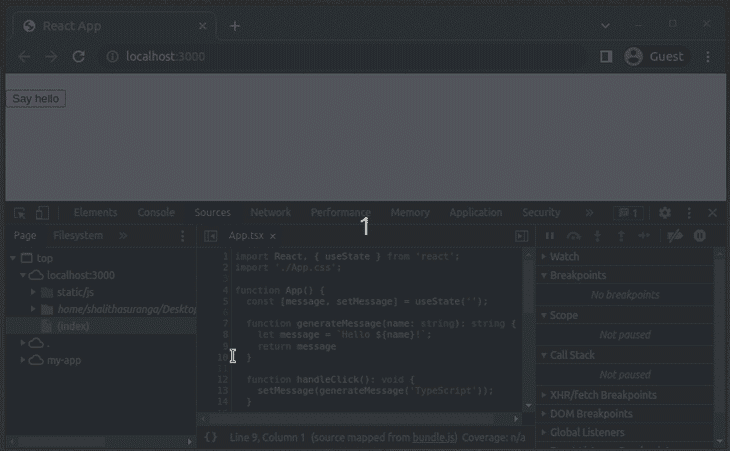 React App
localhost:3000
Guest
Say hello
1
Elements Console Sources Network Performance Memory Application Security » 1
Page Filesystem »
top
localhost:3000
static/js
home/shalithasuranga/Desktop
(index)
.
my-app
App.tsx
1 import React, { useState } from 'react';
2 import './App.css';
3
4 function App() {
5 const [message, setMessage] = useState('');
6
7 function generateMessage(name: string): string {
8 let message = `Hello ${name}!`;
9 return message
10 }
11
12 function handleClick(): void {
13 setMessage(generateMessage('TypeScript'));
14 }
{} Line 9, Column 1 (source mapped from bundle.js) Coverage: n/a
Watch
Breakpoints
No breakpoints
Scope
Not paused
Call Stack
Not paused
XHR/fetch Breakpoints
DOM Breakpoints
Global Listeners